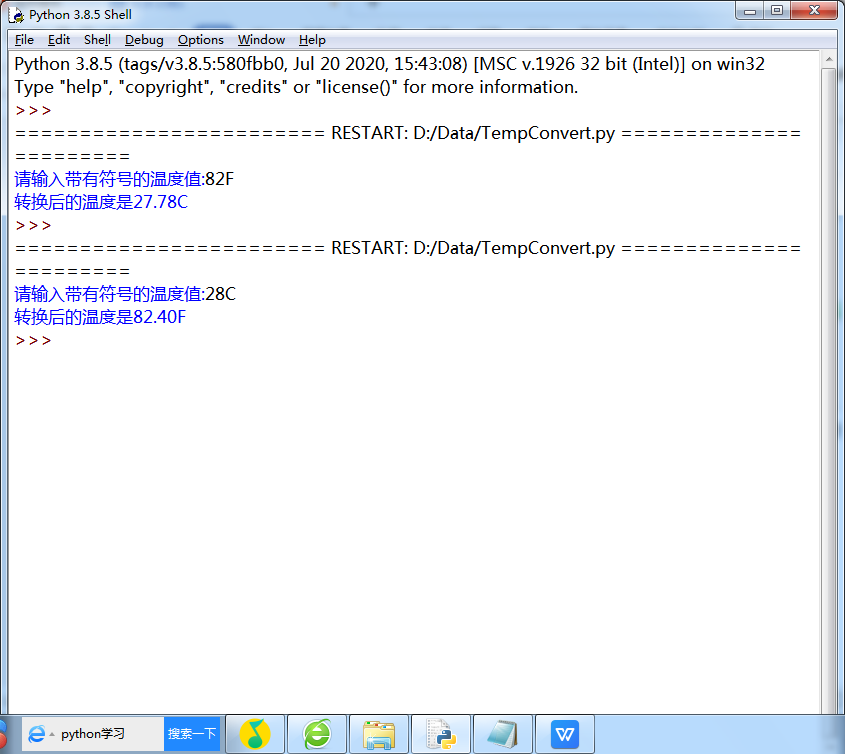 Python 3.8.5 Shell
File Edit Shell Debug Options Window Help
Python 3.8.5 (tags/v3.8.5:580fbb0, Jul 20 2020, 15:43:08) [MSC v.1926 32 bit (Intel)] on win32
Type "help", "copyright", "credits" or "license()" for more information.
>>>
======================== RESTART: D:/Data/TempConvert.py ==============
=========
请输入带有符号的温度值:82F
转换后的温度是27.78C
>>>
======================== RESTART: D:/Data/TempConvert.py ==============
=========
请输入带有符号的温度值:28C
转换后的温度是82.40F
>>>
python学习 搜索一下
W